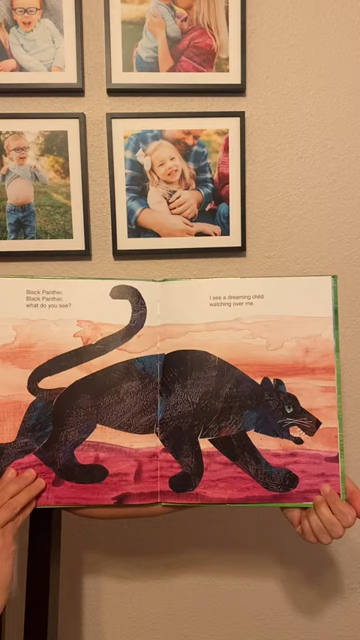 Black Panther,
Black Panther,
what do you see?
I see a dreaming child
watching over me.